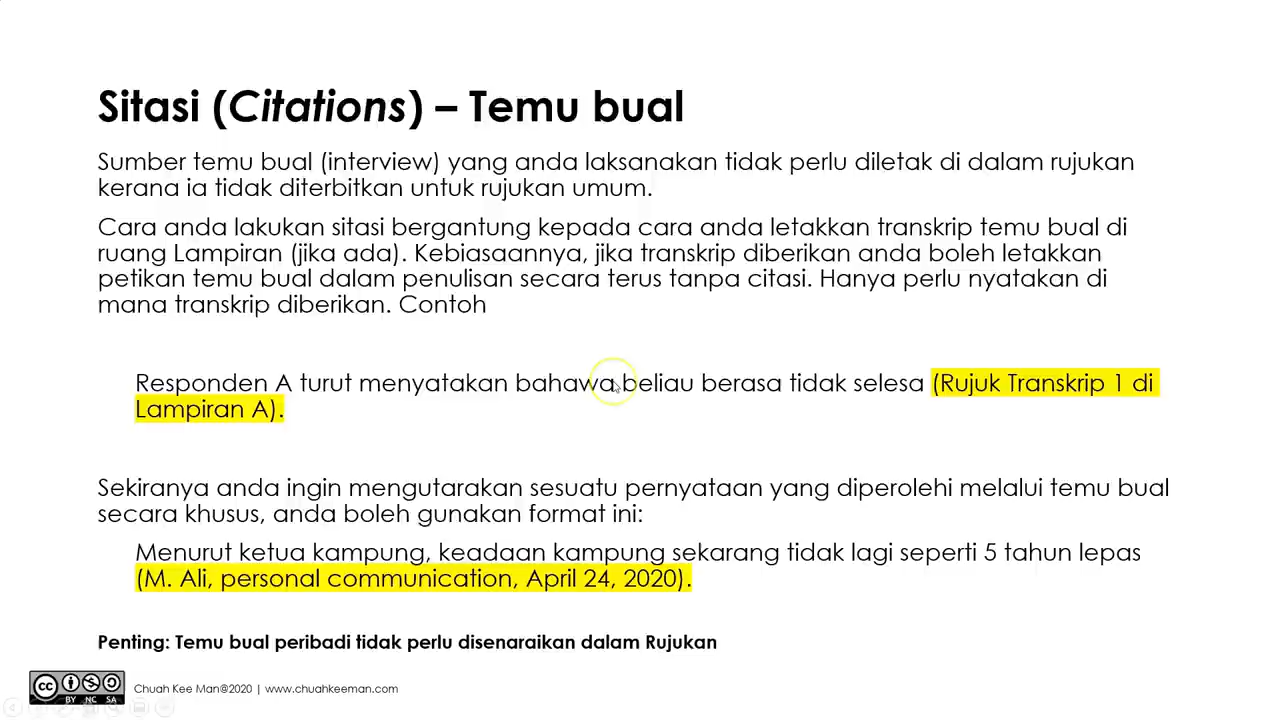 Sitasi (Citations) – Temu bual
Sumber temu bual (interview) yang anda laksanakan tidak perlu diletak di dalam rujukan
kerana ia tidak diterbitkan untuk rujukan umum.
Cara anda lakukan sitasi bergantung kepada cara anda letakkan transkrip temu bual di
ruang Lampiran (jika ada). Kebiasaannya, jika transkrip diberikan anda boleh letakkan
petikan temu bual dalam penulisan secara terus tanpa citasi. Hanya perlu nyatakan di
mana transkrip diberikan. Contoh
Responden A turut menyatakan bahawa beliau berasa tidak selesa (Rujuk Transkrip 1 di
Lampiran A).
Sekiranya anda ingin mengutarakan sesuatu pernyataan yang diperolehi melalui temu bual
secara khusus, anda boleh gunakan format ini:
Menurut ketua kampung, keadaan kampung sekarang tidak lagi seperti 5 tahun lepas
(M. Ali, personal communication, April 24, 2020).
Penting: Temu bual peribadi tidak perlu disenaraikan dalam Rujukan
cc BY NC SA
Chuah Kee Man@2020 | www.chuahkeeman.com